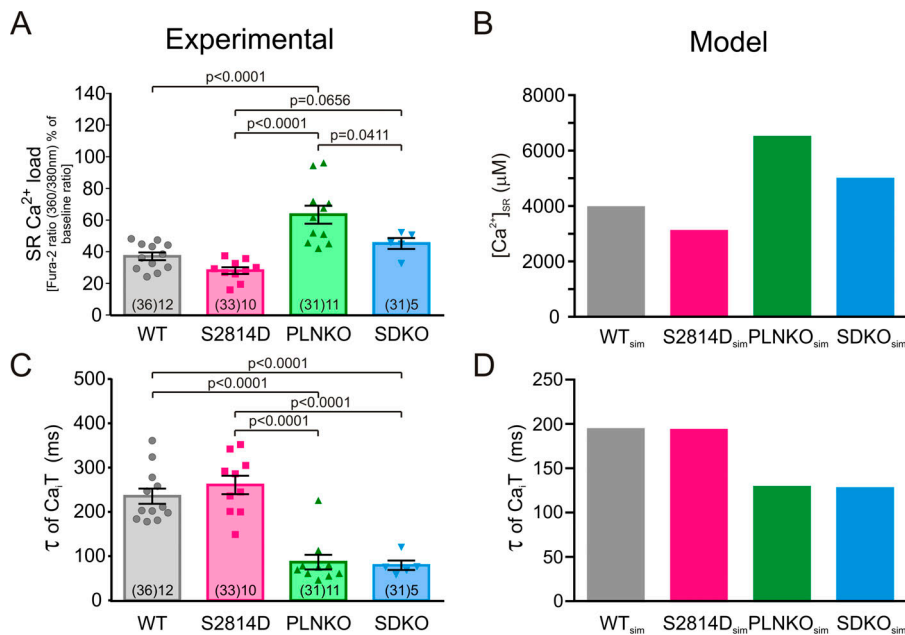 A
Experimental
SR Ca2+ load
[Fura-2 ratio (360/380nm) % of
baseline ratio]
140
120
100
80
60
40
20
0
p<0.0001
p=0.0656
p<0.0001
p=0.0411
(36)12
(33)10
(31)11
(31)5
WT
S2814D
PLNKO
SDKO
B
Model
[Ca2+]SR (μM)
8000
6000
4000
2000
0
WTsim
S2814Dsim
PLNKOsim
SDKOsim
C
τ of CaiT (ms)
500
400
300
200
100
0
p<0.0001
p<0.0001
p<0.0001
p<0.0001
(36)12
(33)10
(31)11
(31)5
WT
S2814D
PLNKO
SDKO
D
τ of CaiT (ms)
250
200
150
100
50
0
WTsim
S2814Dsim
PLNKOsim
SDKOsim